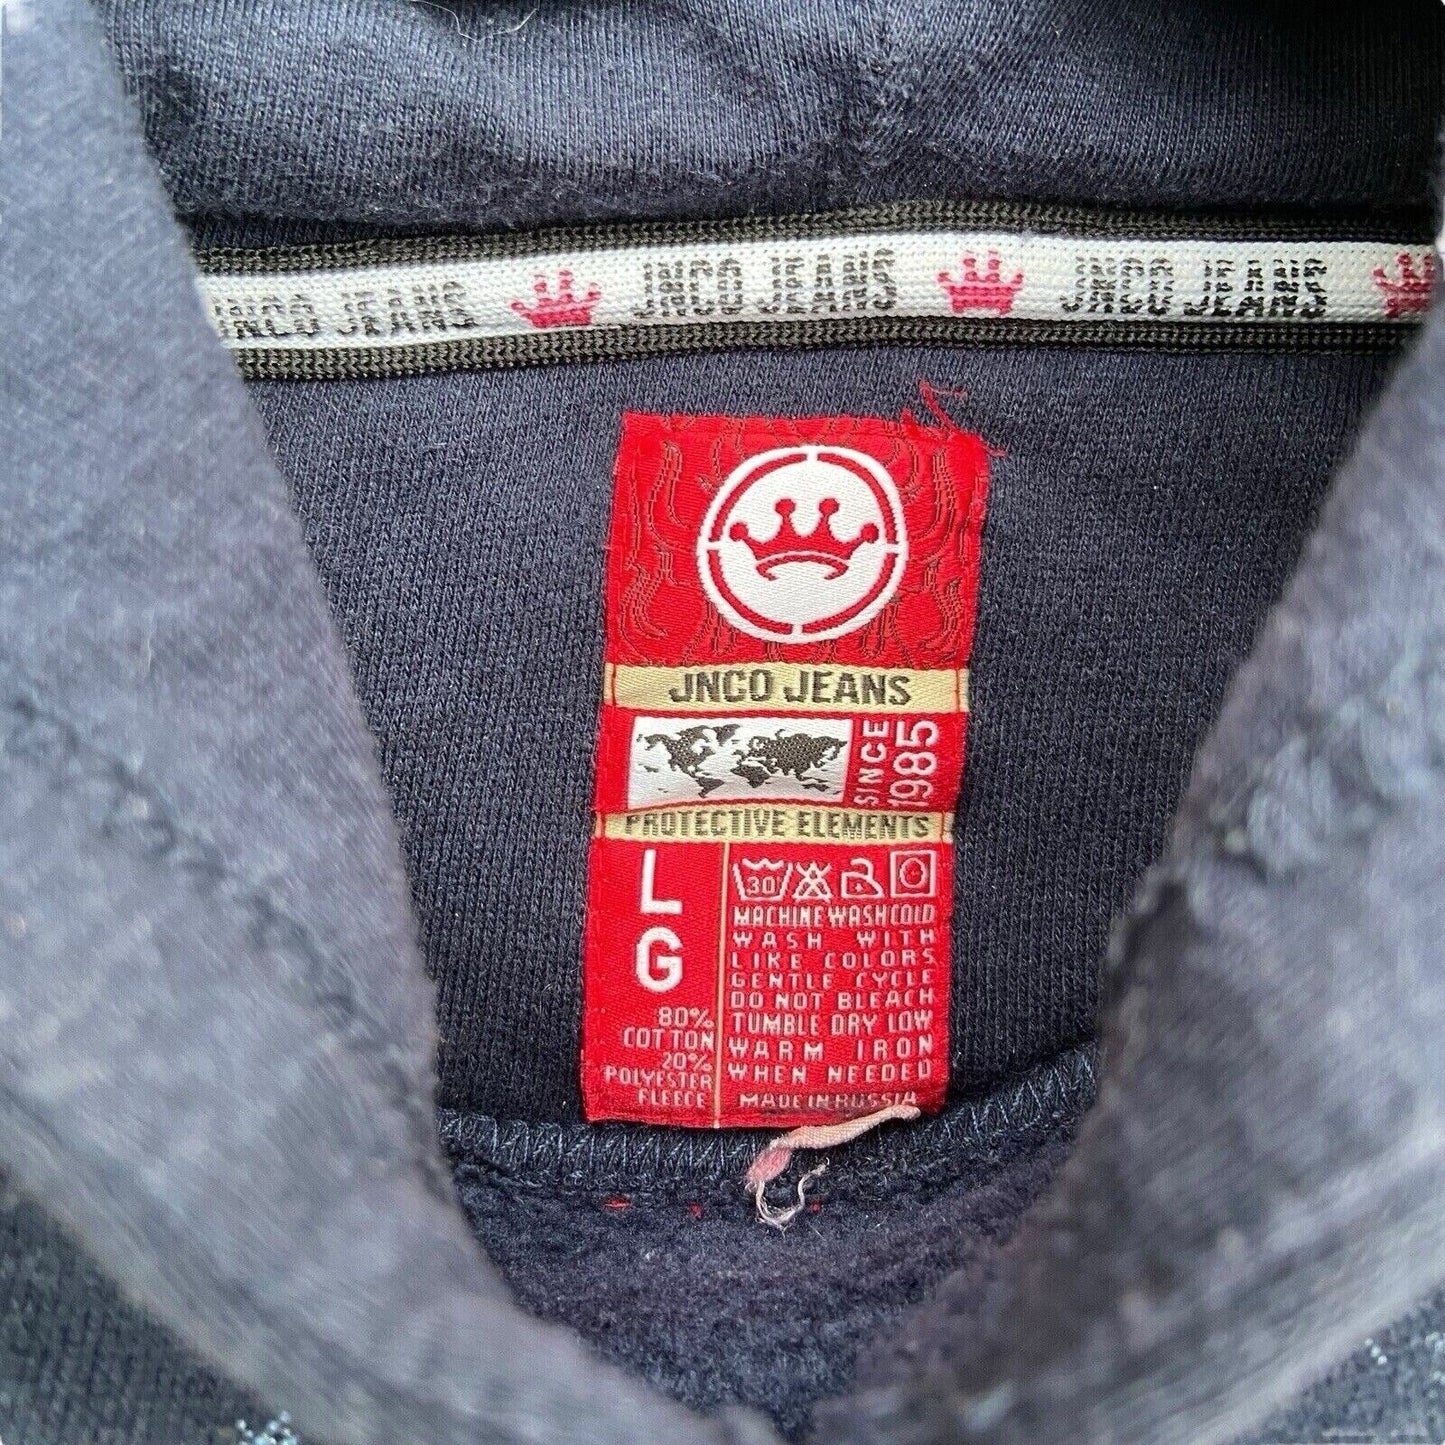 JNCO JEANS JNCO JEANS JNCO JEANS
JNCO JEANS
SINCE
1985
PROTECTIVE ELEMENTS
L
G
80%
COTTON
20%
POLYESTER
FLEECE
30
MACHINE WASH COLD
WASH WITH
LIKE COLORS
GENTLE CYCLE
DO NOT BLEACH
TUMBLE DRY LOW
WARM IRON
WHEN NEEDED
MADE IN RUSSIA